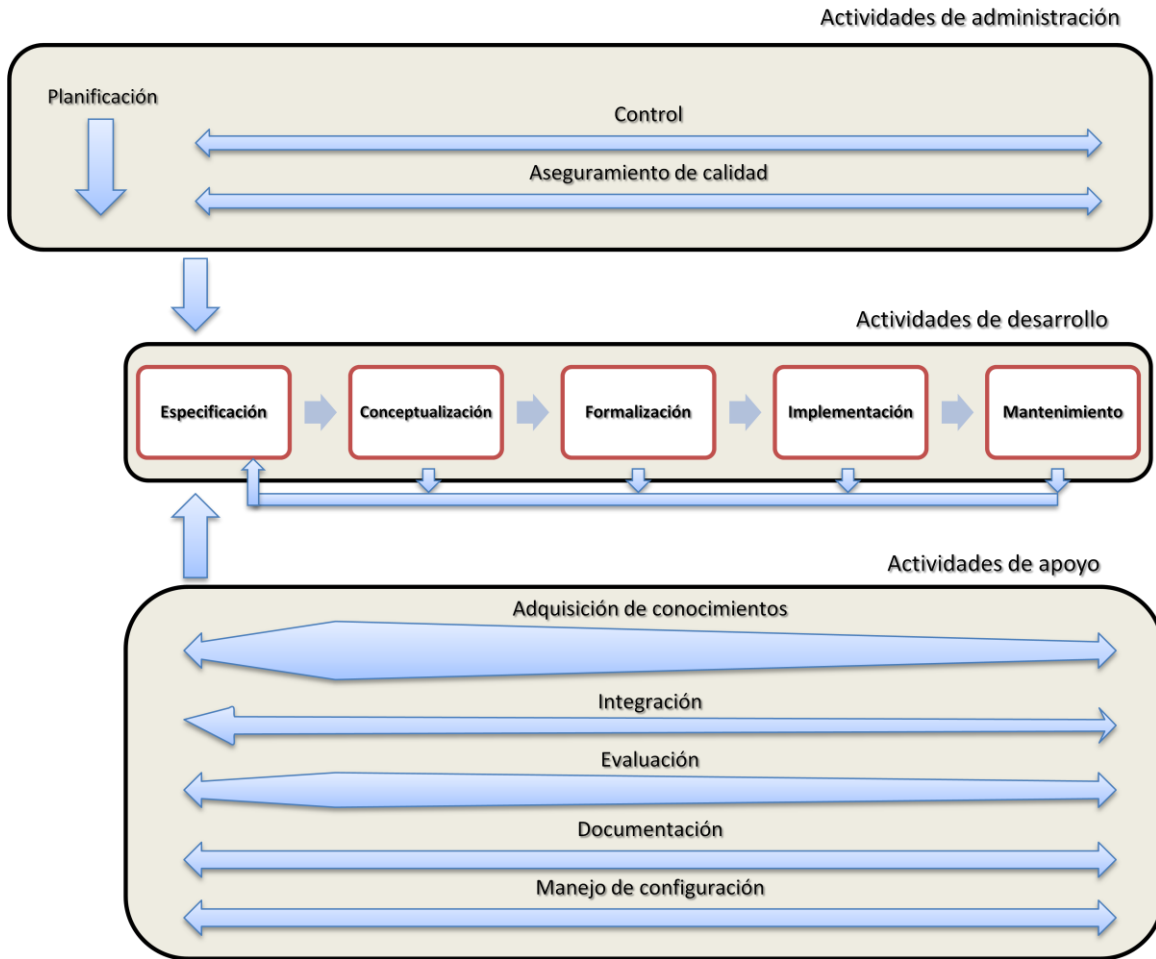 Actividades de administración
Planificación
Control
Aseguramiento de calidad
Actividades de desarrollo
Especificación
Conceptualización
Formalización
Implementación
Mantenimiento
Actividades de apoyo
Adquisición de conocimientos
Integración
Evaluación
Documentación
Manejo de configuración